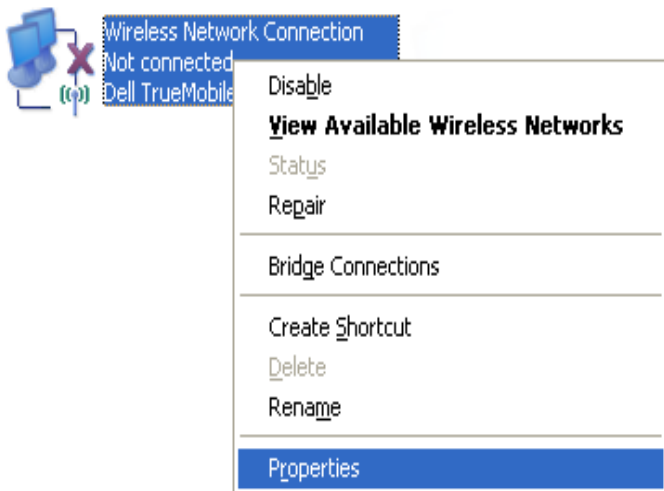 Wireless Network Connection
Not connected
Dell TrueMobile
Disable
View Available Wireless Networks
Status
Repair
Bridge Connections
Create Shortcut
Delete
Rename
Properties